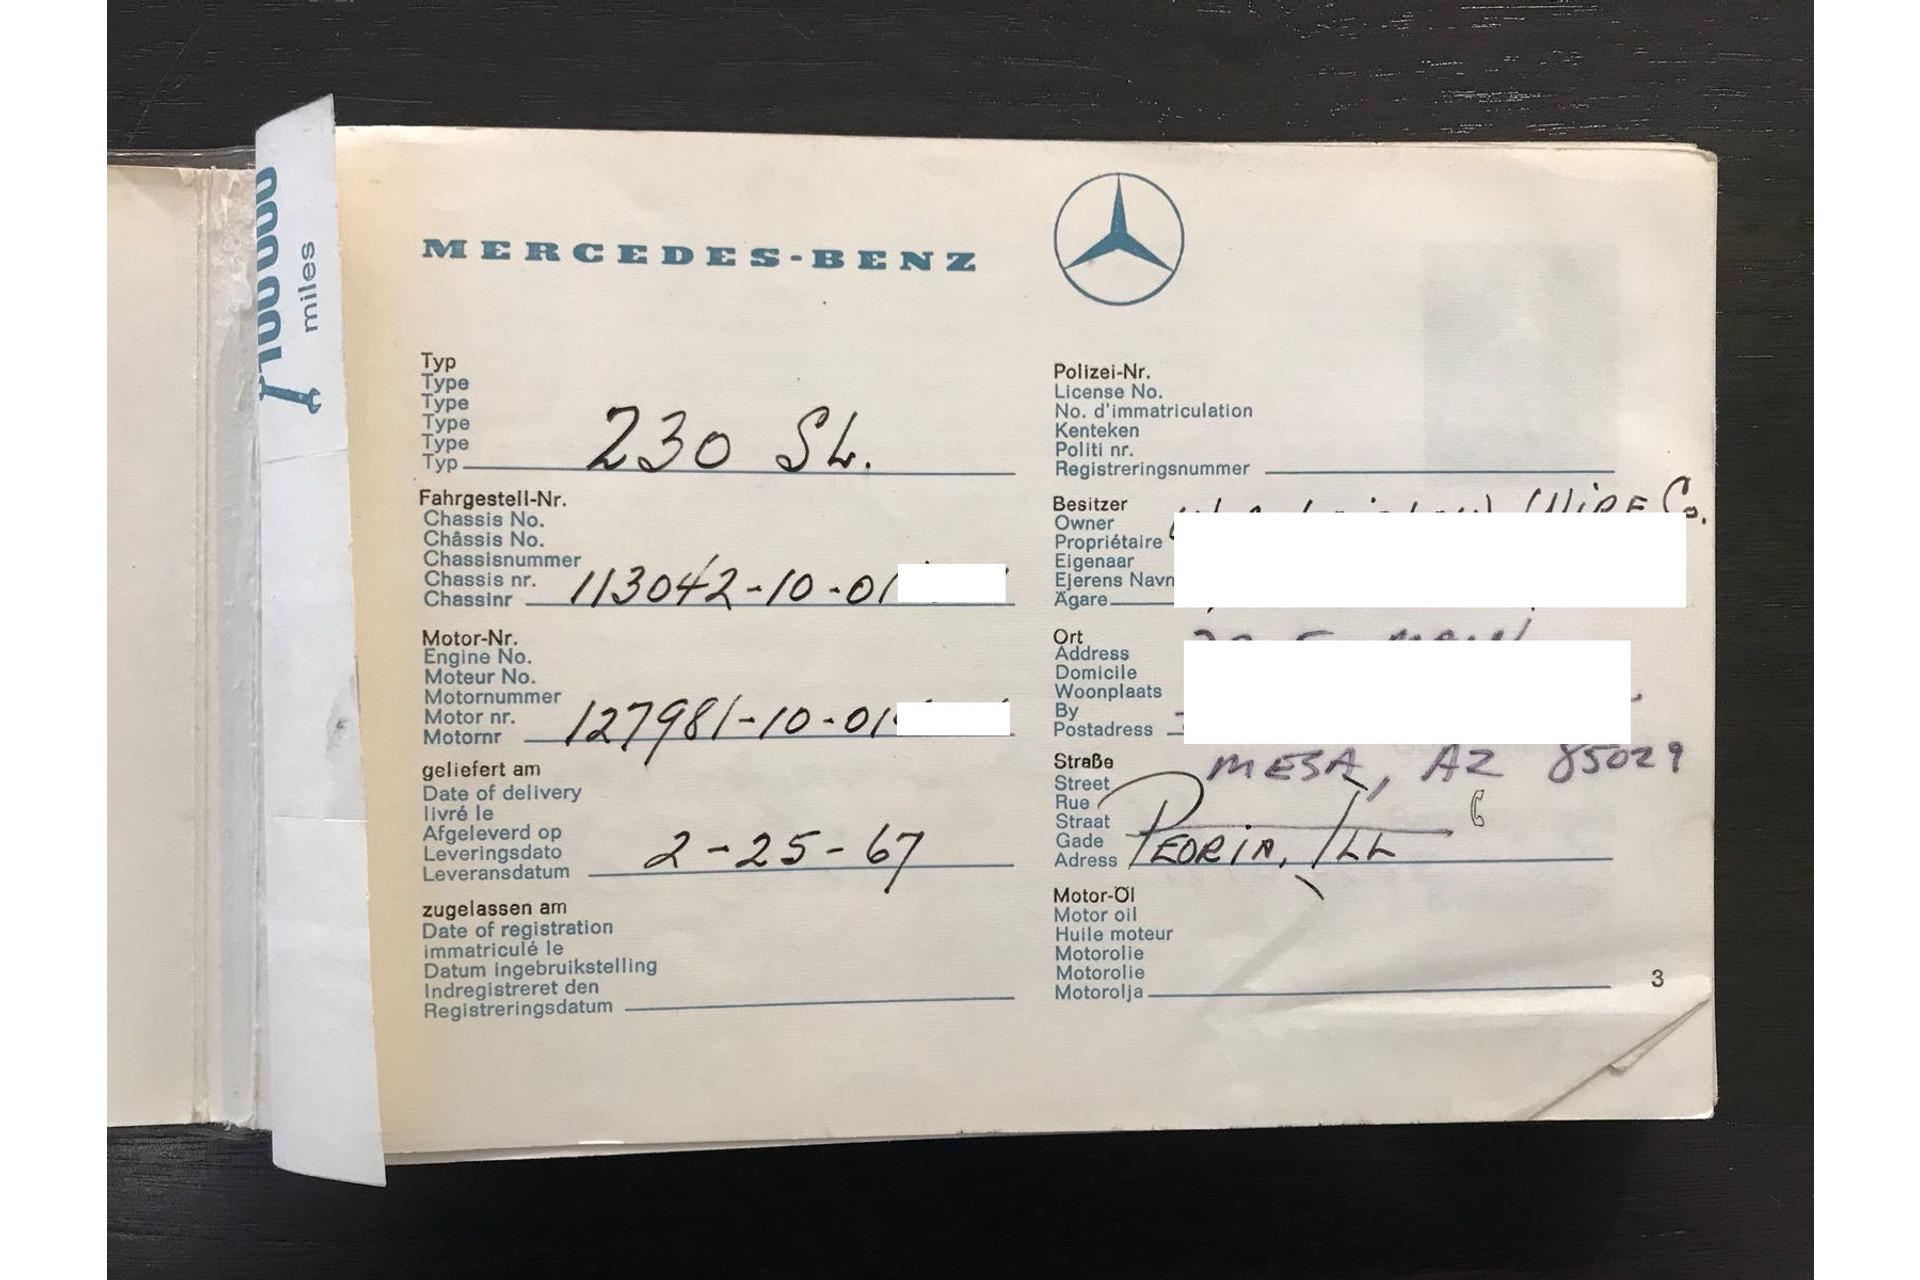 100 000
miles
MERCEDES-BENZ
Typ
Type
Type
Type
Type
Typ 230 SL.
Fahrgestell-Nr.
Chassis No.
Châssis No.
Chassisnummer
Chassis nr.
Chassinr 113042-10-01
Motor-Nr.
Engine No.
Moteur No.
Motornummer
Motor nr.
Motornr 127981-10-01
geliefert am
Date of delivery
livré le
Afgeleverd op
Leveringsdato
Leveransdatum 2-25-67
zugelassen am
Date of registration
immatriculé le
Datum ingebruikstelling
Indregistreret den
Registreringsdatum
Polizei-Nr.
License No.
No. d'immatriculation
Kenteken
Politi nr.
Registreringsnummer
Besitzer
Owner WIRE Co.
Propriétaire
Eigenaar
Ejerens Navn
Ägare
Ort
Address MAIN
Domicile
Woonplaats
By
Postadress
Straße MESA, AZ 85029
Street
Rue
Straat
Gade
Adress PEORIA, ILL
Motor-Öl
Motor oil
Huile moteur
Motorolie
Motorolie
Motorolja
3